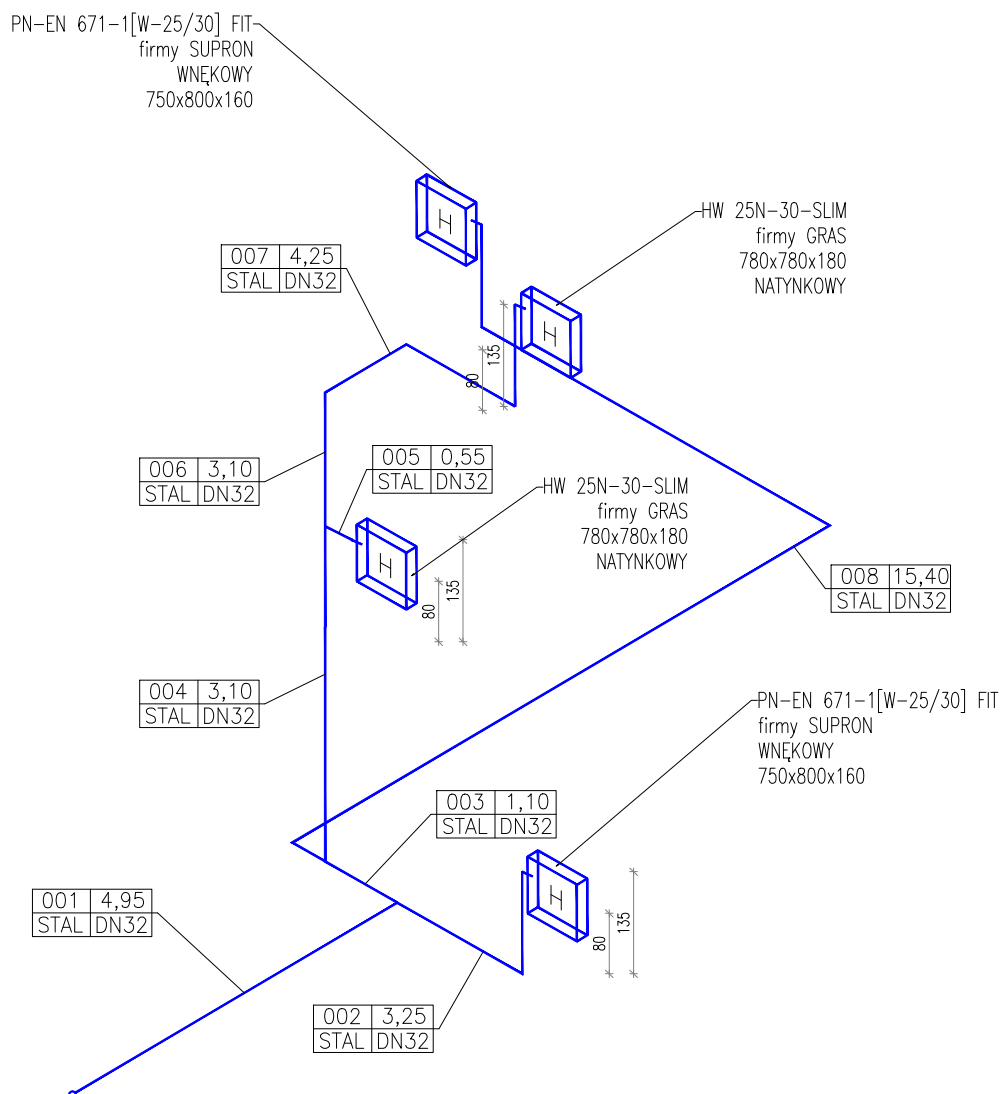 PN-EN 671-1[W-25/30] FIT
firmy SUPRON
WNĘKOWY
750x800x160
H
HW 25N-30-SLIM
firmy GRAS
780x780x180
NATYNKOWY
007 4,25
STAL DN32
H
135
80
005 0,55
STAL DN32
006 3,10
STAL DN32
HW 25N-30-SLIM
firmy GRAS
780x780x180
NATYNKOWY
H
135
80
008 15,40
STAL DN32
004 3,10
STAL DN32
PN-EN 671-1[W-25/30] FIT
firmy SUPRON
WNĘKOWY
750x800x160
003 1,10
STAL DN32
H
135
80
001 4,95
STAL DN32
002 3,25
STAL DN32